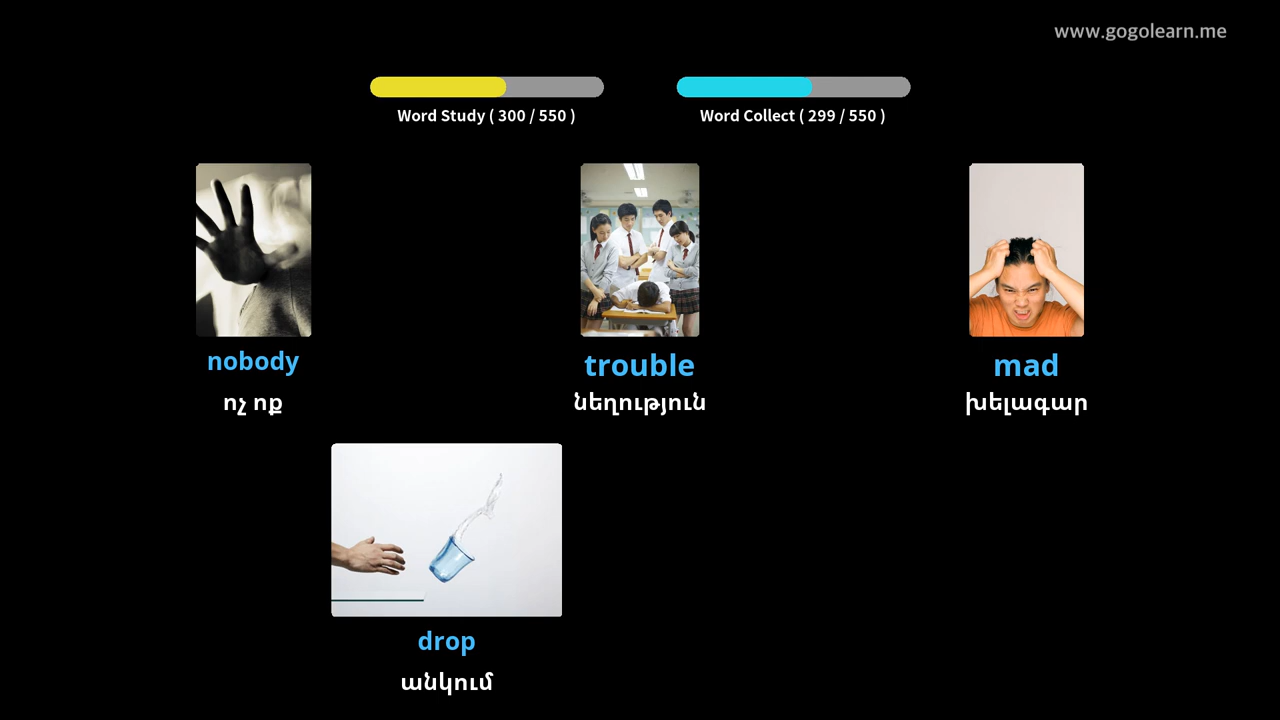 www.gogolearn.me
Word Study ( 300 / 550 )
Word Collect ( 299 / 550 )
nobody
trouble
mad
ոչ ոք
նեղություն
խելագար
drop
անկում